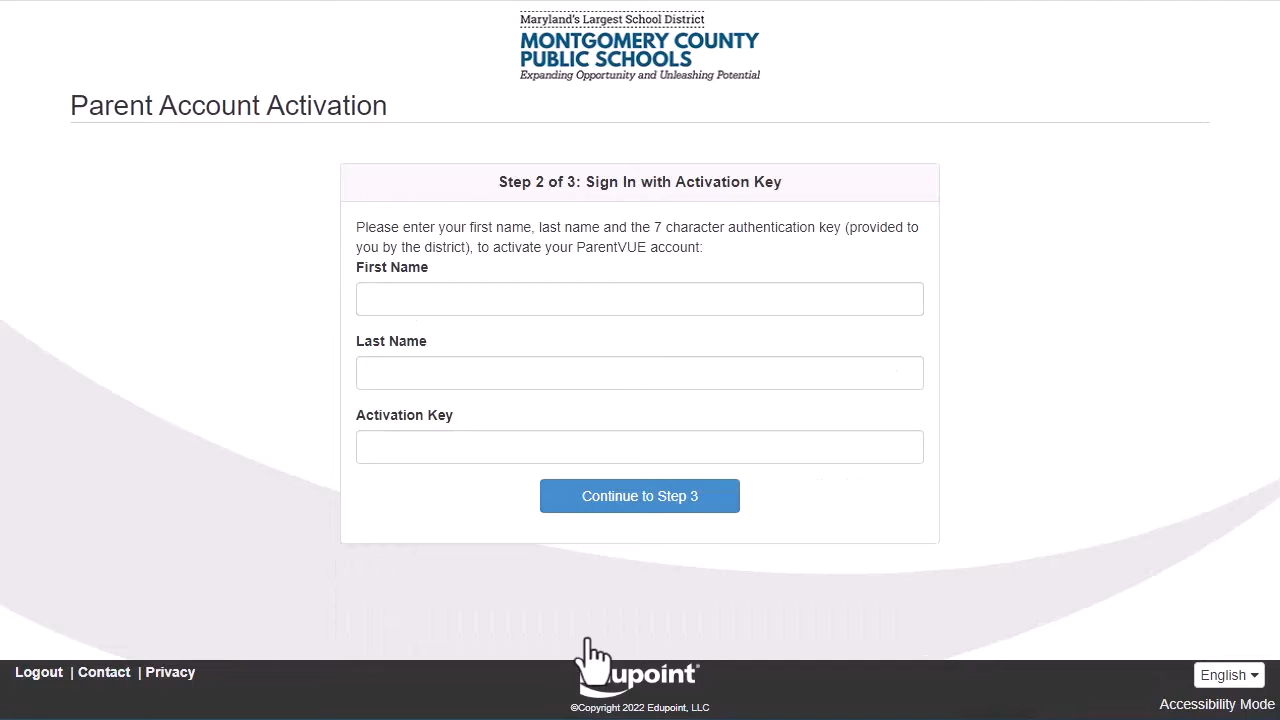 Maryland's Largest School District
MONTGOMERY COUNTY
PUBLIC SCHOOLS
Expanding Opportunity and Unleashing Potential
Parent Account Activation
Step 2 of 3: Sign In with Activation Key
Please enter your first name, last name and the 7 character authentication key (provided to
you by the district), to activate your ParentVUE account:
First Name
Last Name
Activation Key
Continue to Step 3
Logout | Contact | Privacy
upoint®
©Copyright 2022 Edupoint, LLC
English
Accessibility Mode